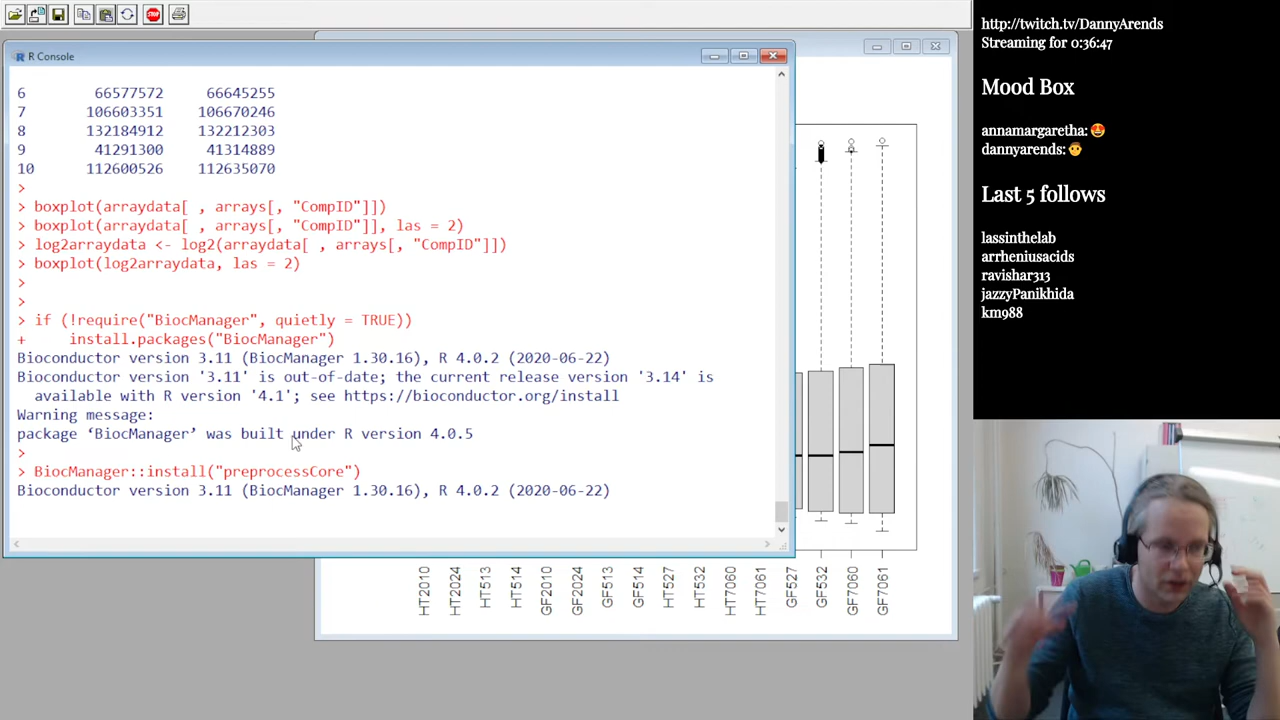 STOP
R Console
6 66577572 66645255
7 106603351 106670246
8 132184912 132212303
9 41291300 41314889
10 112600526 112635070
>
> boxplot(arraydata[ , arrays[, "CompID"]])
> boxplot(arraydata[ , arrays[, "CompID"]], las = 2)
> log2arraydata <- log2(arraydata[ , arrays[, "CompID"]])
> boxplot(log2arraydata, las = 2)
>
>
> if (!require("BiocManager", quietly = TRUE))
+ install.packages("BiocManager")
Bioconductor version 3.11 (BiocManager 1.30.16), R 4.0.2 (2020-06-22)
Bioconductor version '3.11' is out-of-date; the current release version '3.14' is
available with R version '4.1'; see https://bioconductor.org/install
Warning message:
package ‘BiocManager’ was built under R version 4.0.5
>
> BiocManager::install("preprocessCore")
Bioconductor version 3.11 (BiocManager 1.30.16), R 4.0.2 (2020-06-22)
HT2010
HT2024
HT513
HT514
GF2010
GF2024
GF513
GF514
HT527
HT532
HT7060
HT7061
GF527
GF532
GF7060
GF7061
http://twitch.tv/DannyArends
Streaming for 0:36:47
Mood Box
annamargaretha: 😍
dannyarends: 👨
Last 5 follows
lassinthelab
arrheniusacids
ravishar313
jazzyPanikhida
km988